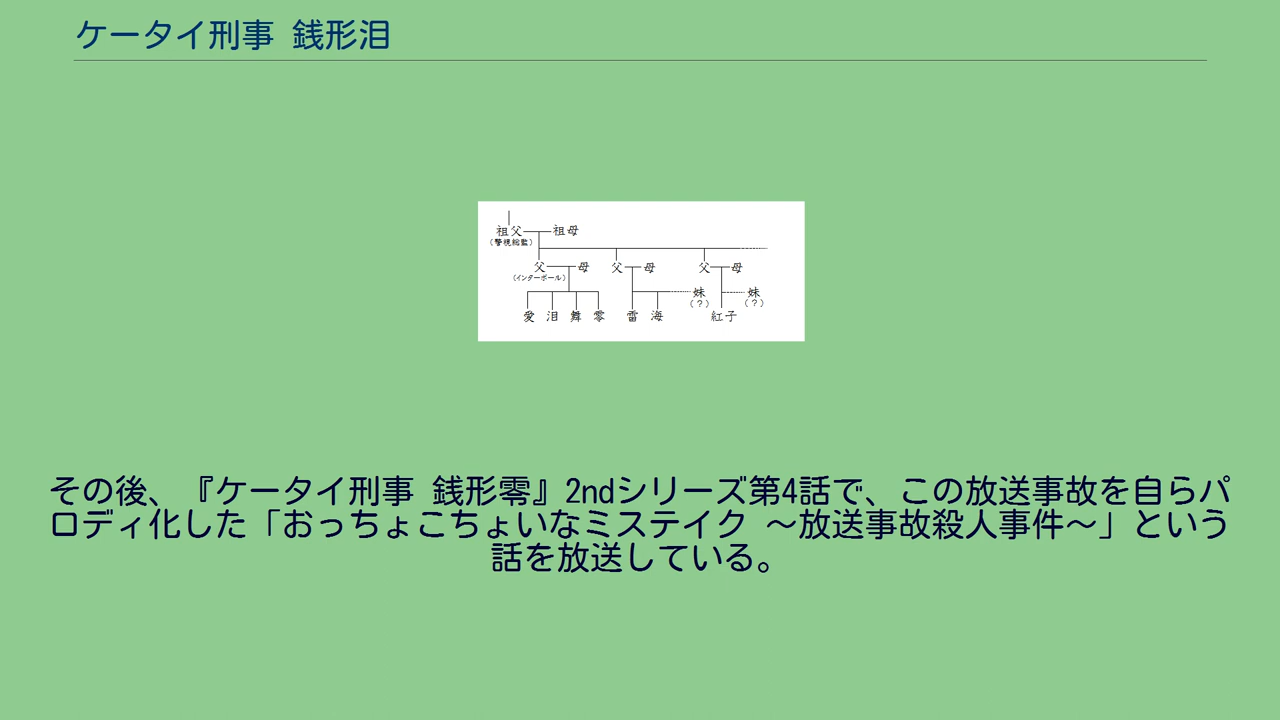 ケータイ刑事 銭形泪
祖父 祖母
(警視総監)
父 母 父 母 父 母
(インターポール)
妹 妹
(?) (?)
愛 泪 舞 零 雷 海 紅子
その後、『ケータイ刑事 銭形零』2ndシリーズ第4話で、この放送事故を自らパ
ロディ化した「おっちょこちょいなミステイク ～放送事故殺人事件～」という
話を放送している。